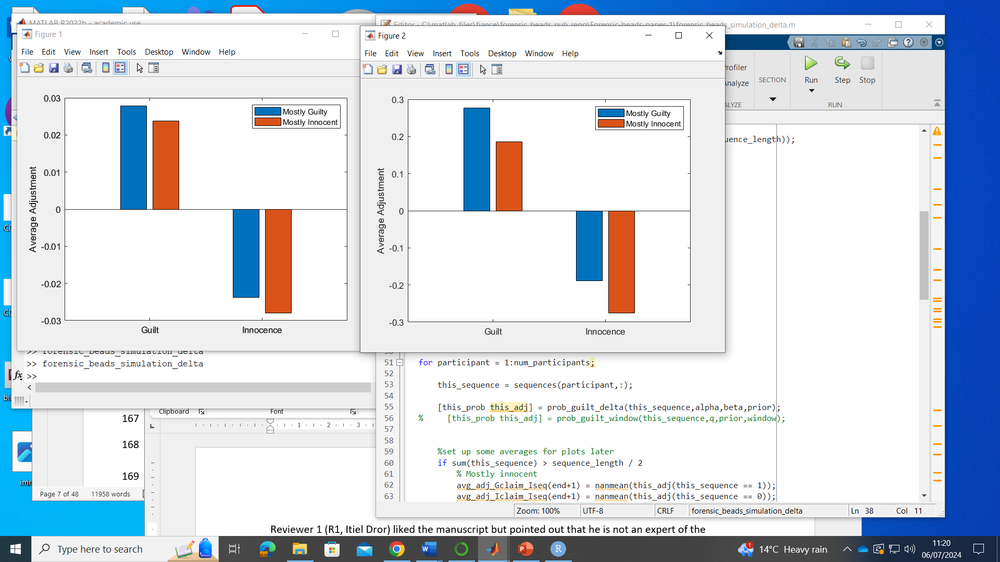 MATLAB R2022b - academic use
Figure 1
File Edit View Insert Tools Desktop Window Help
0.03
0.02
0.01
0
-0.01
-0.02
-0.03
Average Adjustment
Mostly Guilty
Mostly Innocent
Guilt Innocence
>> forensic_beads_simulation_delta
>> forensic_beads_simulation_delta
>>
fx
Editor - C:\matlab_files\fiance\forensic_beads_pub_repo\Forensic-beads-paper-1\forensic_beads_simulation_delta.m
Figure 2
File Edit View Insert Tools Desktop Window Help
0.3
0.2
0.1
0
-0.1
-0.2
-0.3
Average Adjustment
Mostly Guilty
Mostly Innocent
Guilt Innocence
rofiler
Analyze
SECTION
Run
Step
Stop
LYZE
RUN
uence_length));
51 for participant = 1:num_participants;
52
53 this_sequence = sequences(participant,:);
54
55 [this_prob this_adj] = prob_guilt_delta(this_sequence,alpha,beta,prior);
56 % [this_prob this_adj] = prob_guilt_window(this_sequence,q,prior,window);
57
58
59 %set up some averages for plots later
60 if sum(this_sequence) > sequence_length / 2
61 % Mostly innocent
62 avg_adj_Gclaim_Iseq(end+1) = nanmean(this_adj(this_sequence == 1));
63 avg_adj_Iclaim_Iseq(end+1) = nanmean(this_adj(this_sequence == 0));
Zoom: 100% UTF-8 CRLF forensic_beads_simulation_delta Ln 38 Col 11
167
168
169
Page 7 of 48 11958 words
Clipboard Font
1 2 3
Reviewer 1 (R1, Itiel Dror) liked the manuscript but pointed out that he is not an expert of the
CD
CD
bin
imr
Type here to search
1
14°C Heavy rain
11:20
06/07/2024